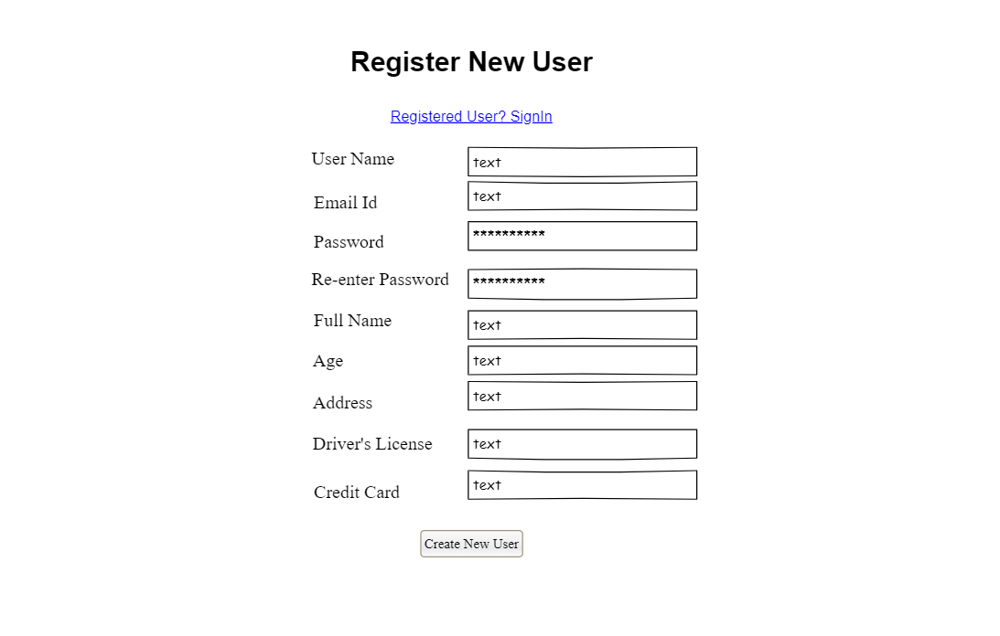 Register New User
Registered User? SignIn
User Name text
Email Id text
Password **********
Re-enter Password **********
Full Name text
Age text
Address text
Driver's License text
Credit Card text
Create New User